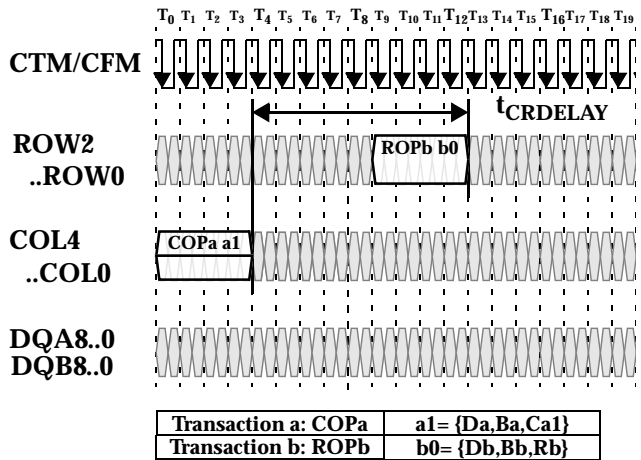 T0 T1 T2 T3 T4 T5 T6 T7 T8 T9 T10 T11 T12 T13 T14 T15 T16 T17 T18 T19
CTM/CFM
tCRDELAY
ROW2
..ROW0
ROPb b0
COL4
..COL0
COPa a1
DQA8..0
DQB8..0
Transaction a: COPa a1= {Da,Ba,Ca1}
Transaction b: ROPb b0= {Db,Bb,Rb}